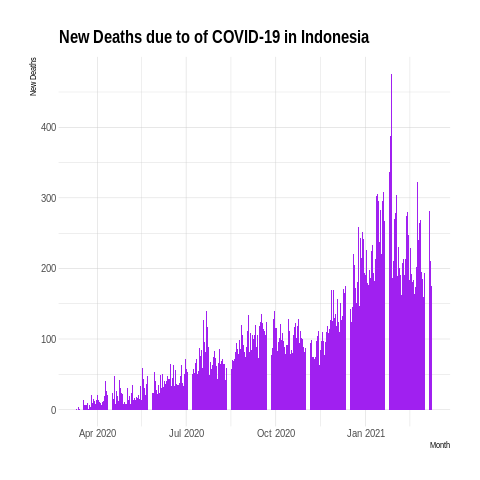 New Deaths due to of COVID-19 in Indonesia
New Deaths
400
300
200
100
0
Apr 2020 Jul 2020 Oct 2020 Jan 2021
Month